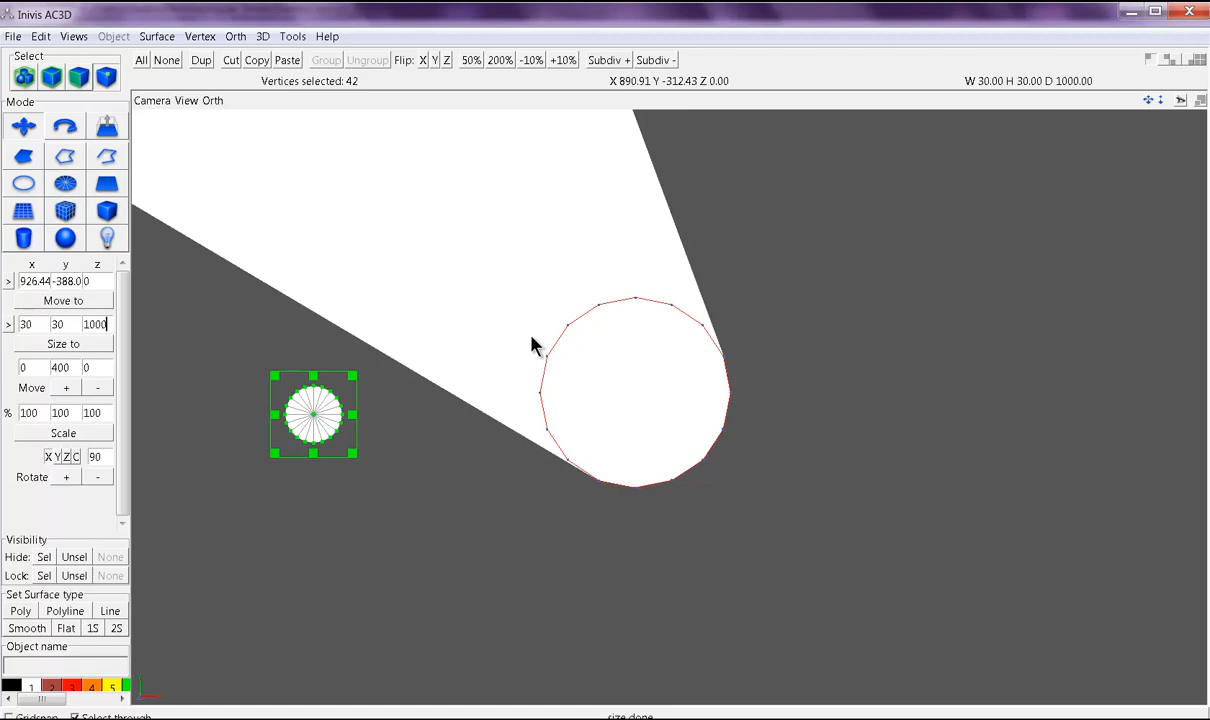 Inivis AC3D
File Edit Views Object Surface Vertex Orth 3D Tools Help
Select
All None Dup Cut Copy Paste Group Ungroup Flip: X Y Z 50% 200% -10% +10% Subdiv + Subdiv -
Vertices selected: 42 X 890.91 Y -312.43 Z 0.00 W 30.00 H 30.00 D 1000.00
Mode
Camera View Orth
x y z
> 926.44 -388.0 0
Move to
> 30 30 1000
Size to
0 400 0
Move + -
% 100 100 100
Scale
X Y Z C 90
Rotate + -
Visibility
Hide: Sel Unsel None
Lock: Sel Unsel None
Set Surface type
Poly Polyline Line
Smooth Flat 1S 2S
Object name
1 2 3 4 5
Gridsnap Select through size done